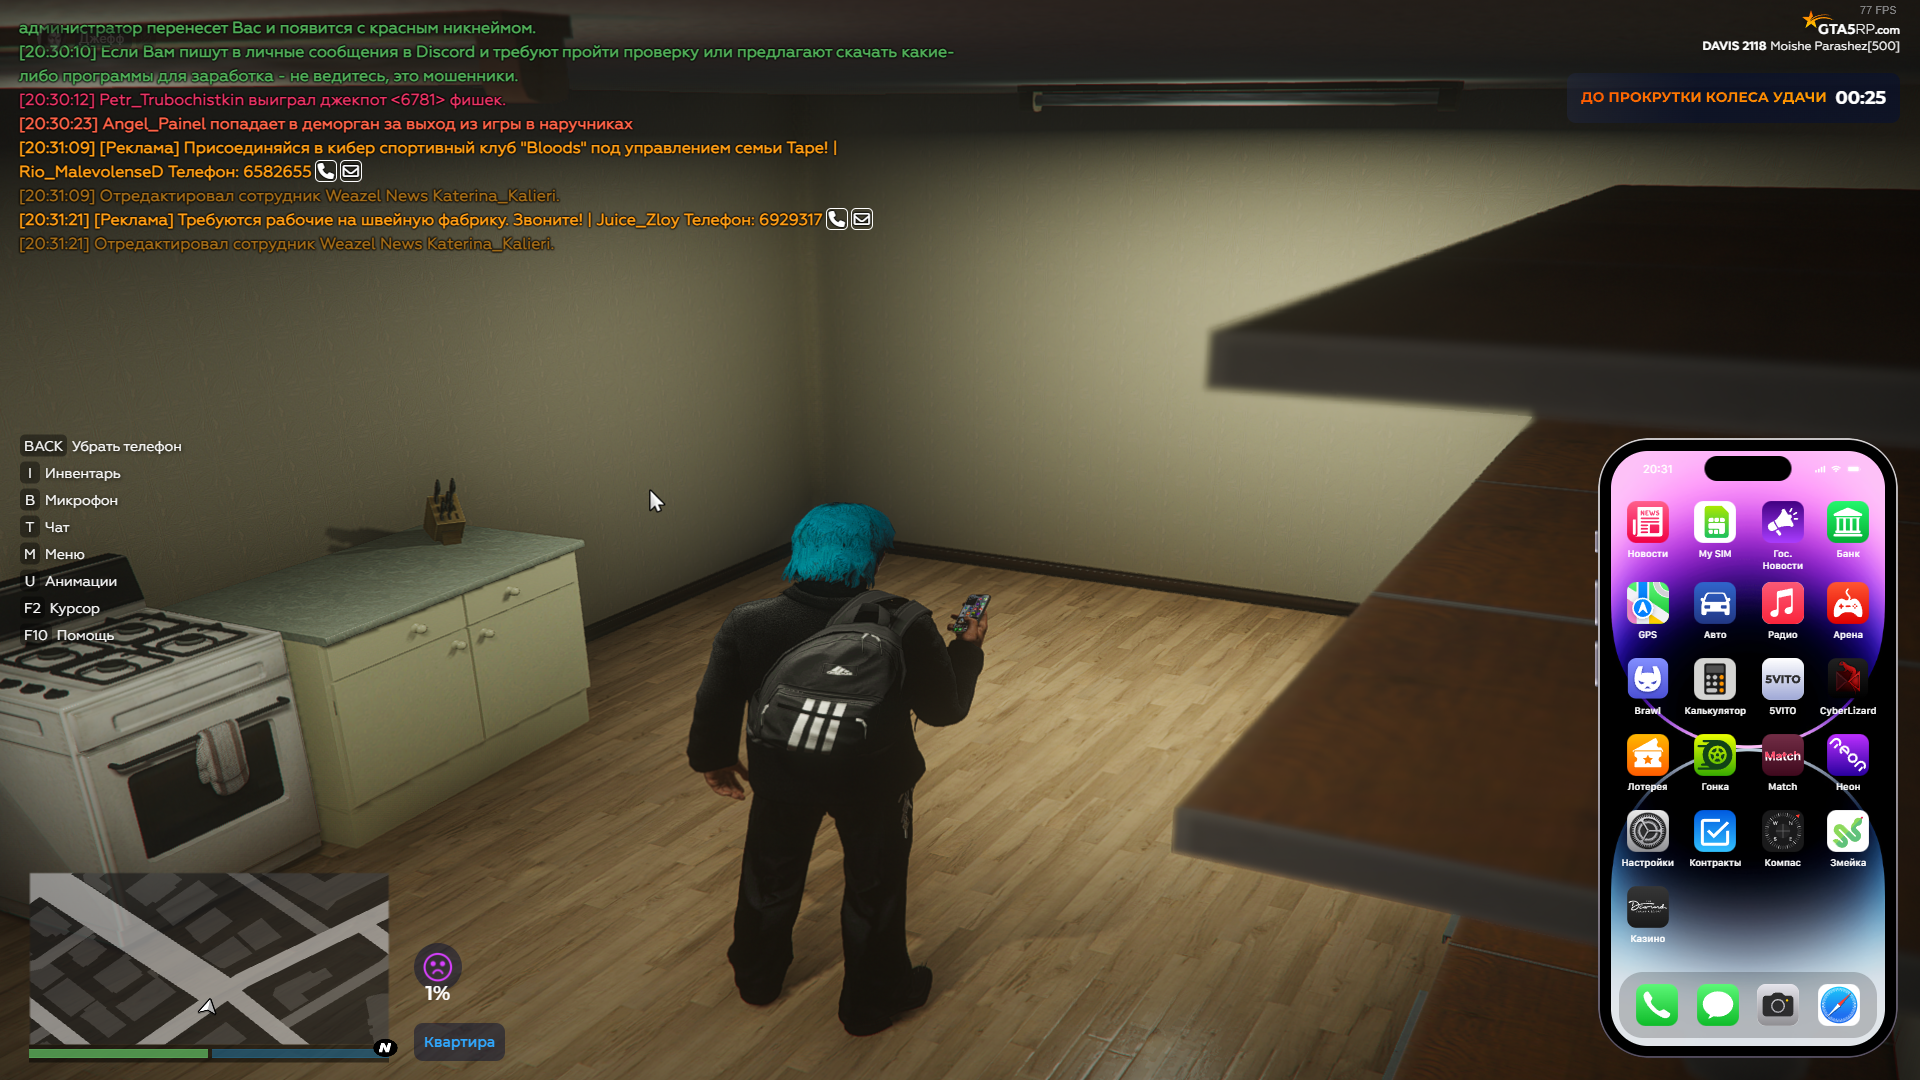 администратор перенесет Вас и появится с красным никнеймом.
Джефф
[20:30:10] Если Вам пишут в личные сообщения в Discord и требуют пройти проверку или предлагают скачать какие-
либо программы для заработка - не ведитесь, это мошенники.
[20:30:12] Petr_Trubochistkin выиграл джекпот <6781> фишек.
[20:30:23] Angel_Painel попадает в деморган за выход из игры в наручниках
[20:31:09] [Реклама] Присоединяйся в кибер спортивный клуб "Bloods" под управлением семьи Tape! |
Rio_MalevolenseD Телефон: 6582655
[20:31:09] Отредактировал сотрудник Weazel News Katerina_Kalieri.
[20:31:21] [Реклама] Требуются рабочие на швейную фабрику. Звоните! | Juice_Zloy Телефон: 6929317
[20:31:21] Отредактировал сотрудник Weazel News Katerina_Kalieri.
77 FPS
GTA5RP.com
DAVIS 2118 Moishe Parashez[500]
ДО ПРОКРУТКИ КОЛЕСА УДАЧИ 00:25
BACK Убрать телефон
I Инвентарь
B Микрофон
T Чат
M Меню
U Анимации
F2 Курсор
F10 Помощь
N
1%
Квартира
20:31
NEWS
Новости My SIM Гос. Новости Банк
GPS Авто Радио Арена
5VITO
Brawl Калькулятор 5VITO CyberLizard
Match neon
Лотерея Гонка Match Неон
Настройки Контракты Компас Змейка
Diamond
Казино